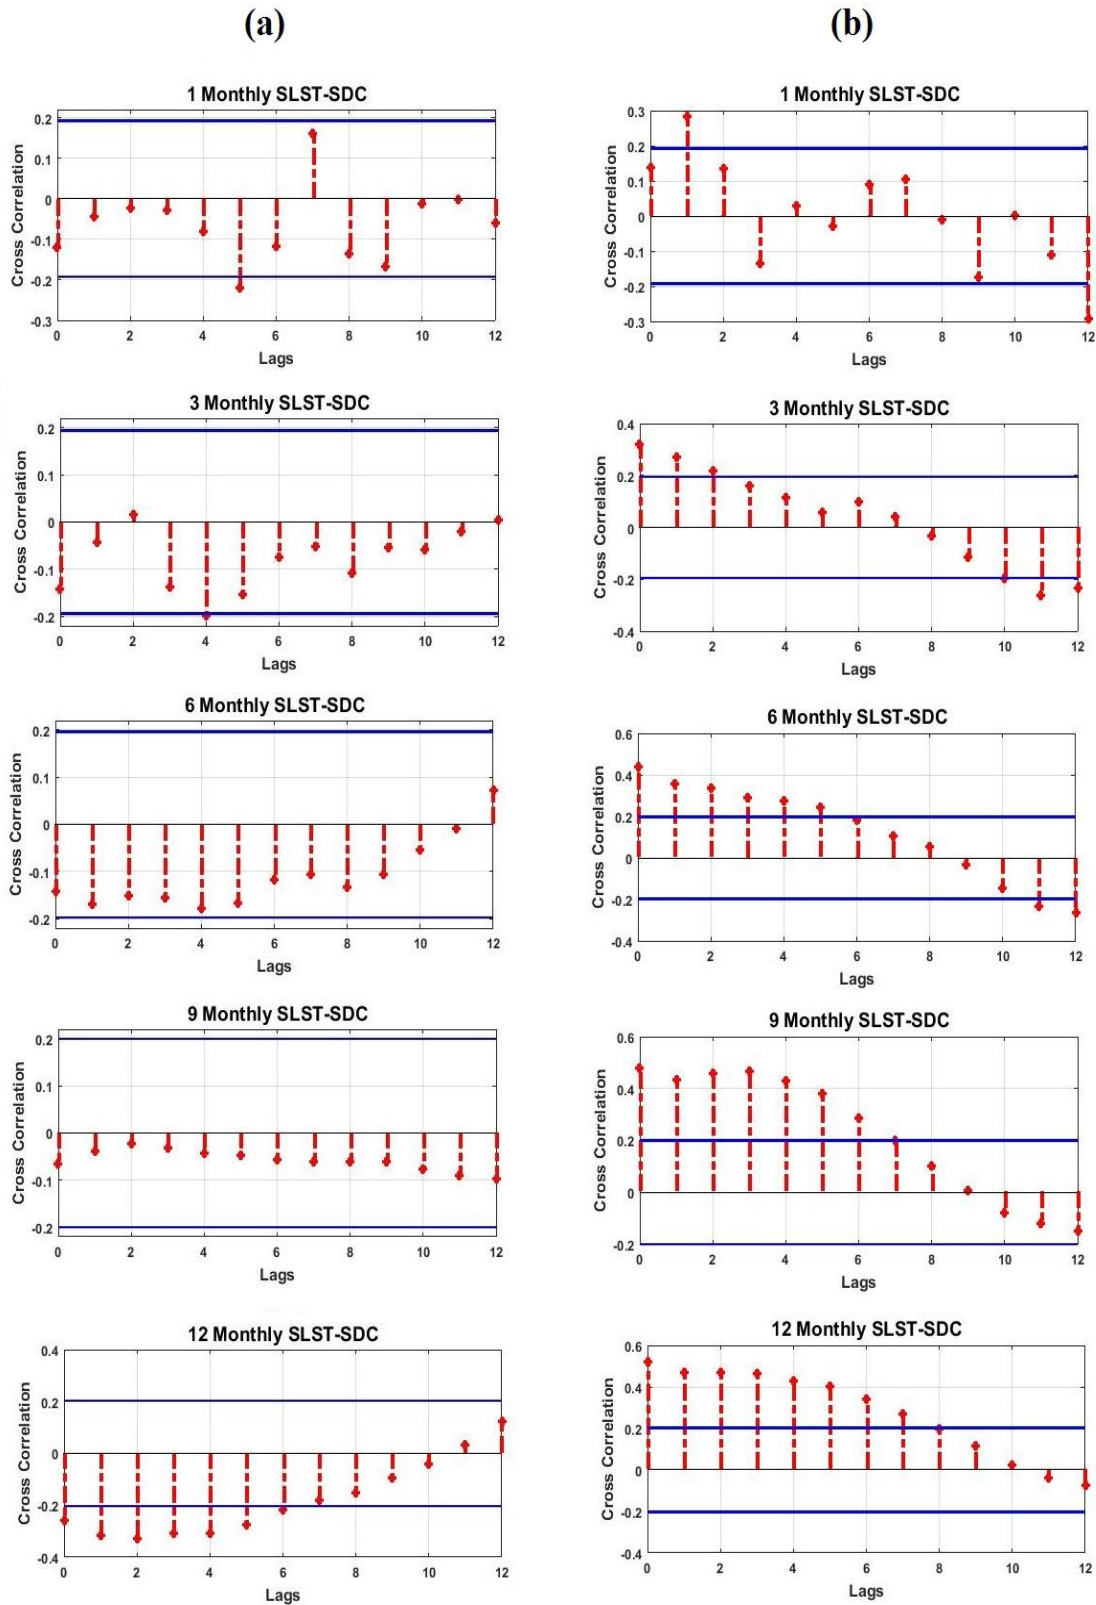 (a)
(b)
1 Monthly SLST-SDC
0.2
0.1
0
-0.1
-0.2
-0.3
Cross Correlation
0 2 4 6 8 10 12
Lags
1 Monthly SLST-SDC
0.3
0.2
0.1
0
-0.1
-0.2
-0.3
Cross Correlation
0 2 4 6 8 10 12
Lags
3 Monthly SLST-SDC
0.2
0.1
0
-0.1
-0.2
Cross Correlation
0 2 4 6 8 10 12
Lags
3 Monthly SLST-SDC
0.4
0.2
0
-0.2
-0.4
Cross Correlation
0 2 4 6 8 10 12
Lags
6 Monthly SLST-SDC
0.2
0.1
0
-0.1
-0.2
Cross Correlation
0 2 4 6 8 10 12
Lags
6 Monthly SLST-SDC
0.6
0.4
0.2
0
-0.2
-0.4
Cross Correlation
0 2 4 6 8 10 12
Lags
9 Monthly SLST-SDC
0.2
0.1
0
-0.1
-0.2
Cross Correlation
0 2 4 6 8 10 12
Lags
9 Monthly SLST-SDC
0.6
0.4
0.2
0
-0.2
Cross Correlation
0 2 4 6 8 10 12
Lags
12 Monthly SLST-SDC
0.4
0.2
0
-0.2
-0.4
Cross Correlation
0 2 4 6 8 10 12
Lags
12 Monthly SLST-SDC
0.6
0.4
0.2
0
-0.2
-0.4
Cross Correlation
0 2 4 6 8 10 12
Lags